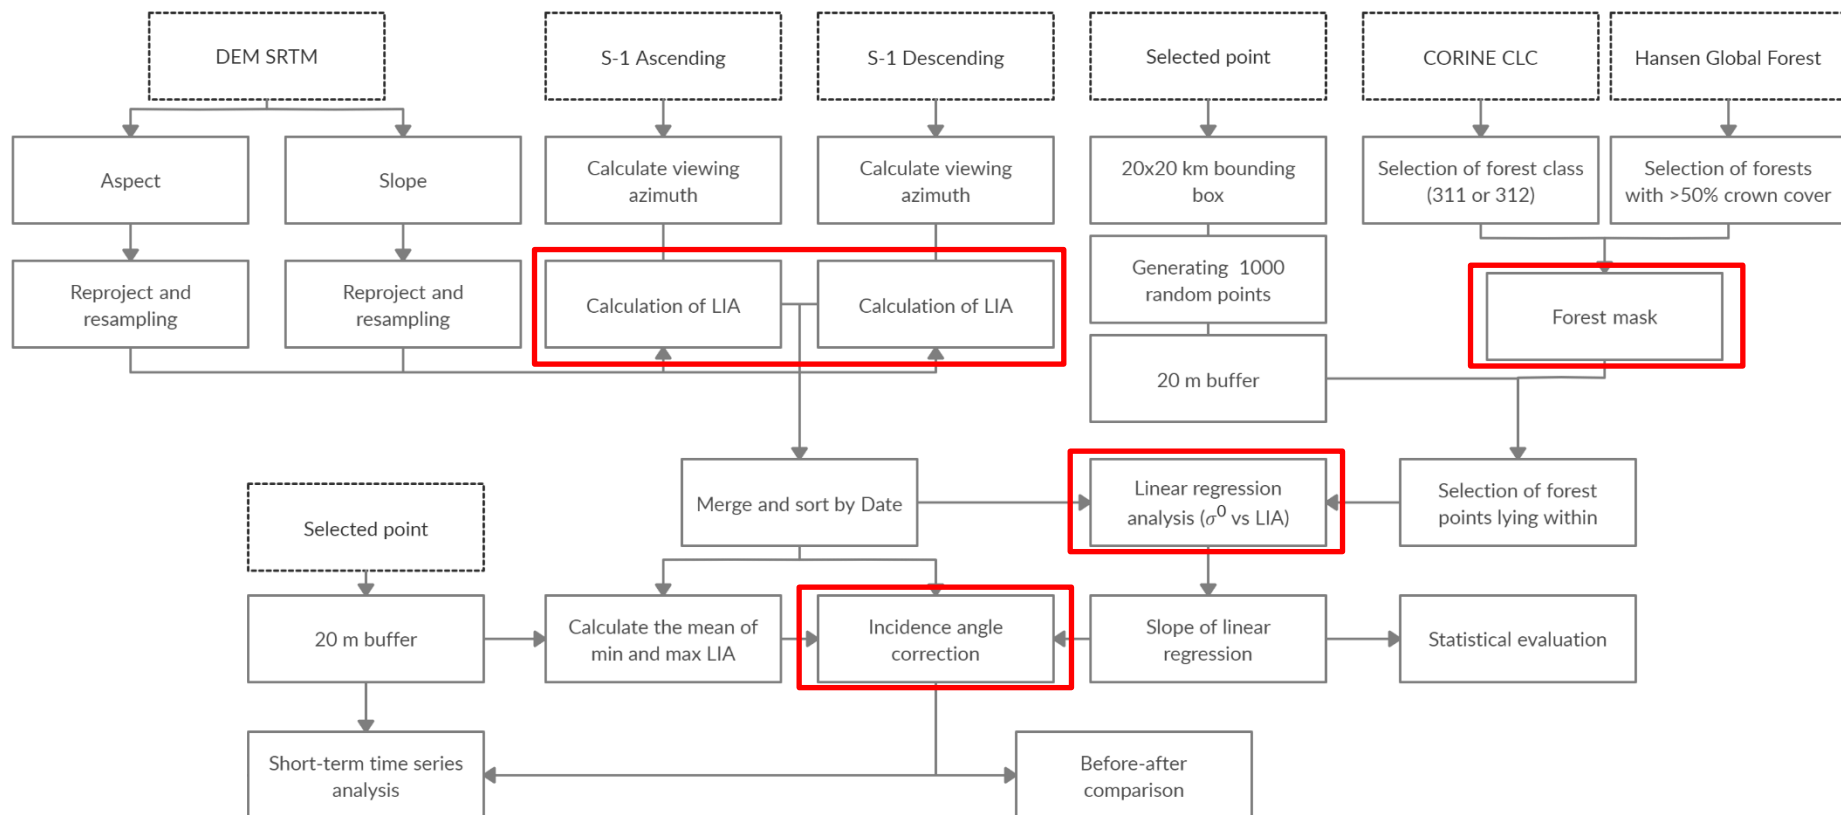 DEM SRTM
S-1 Ascending
S-1 Descending
Selected point
CORINE CLC
Hansen Global Forest
Aspect
Slope
Calculate viewing
azimuth
Calculate viewing
azimuth
20x20 km bounding
box
Selection of forest class
(311 or 312)
Selection of forests
with >50% crown cover
Reproject and
resampling
Reproject and
resampling
Calculation of LIA
Calculation of LIA
Generating 1000
random points
Forest mask
20 m buffer
Merge and sort by Date
Linear regression
analysis (σ⁰ vs LIA)
Selection of forest
points lying within
Selected point
20 m buffer
Calculate the mean of
min and max LIA
Incidence angle
correction
Slope of linear
regression
Statistical evaluation
Short-term time series
analysis
Before-after
comparison